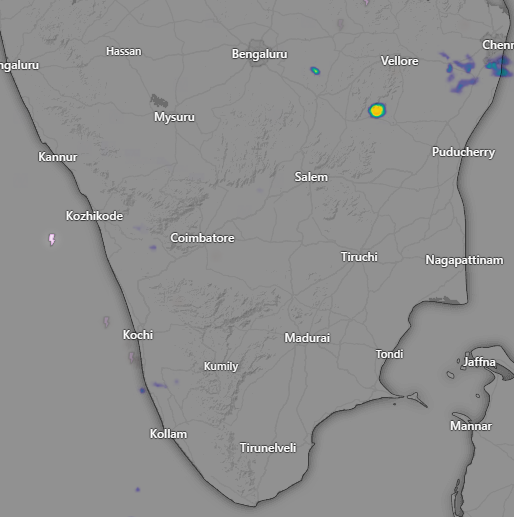 Chenn
Hassan
Bengaluru
Vellore
ngaluru
Mysuru
Kannur
Puducherry
Salem
Kozhikode
Coimbatore
Tiruchi
Nagapattinam
Kochi
Madurai
Tondi
Jaffna
Kumily
Mannar
Kollam
Tirunelveli